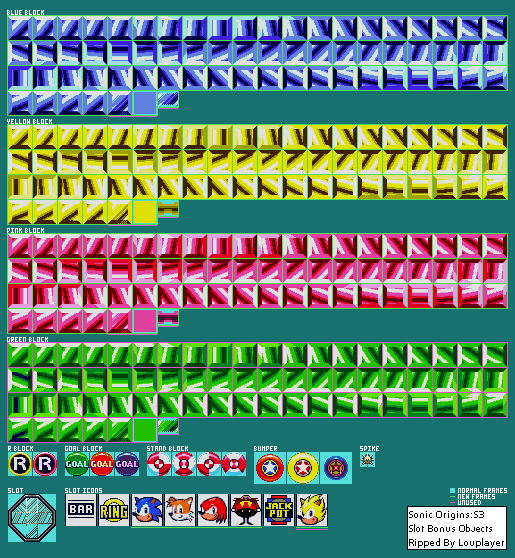 BLUE BLOCK
YELLOW BLOCK
PINK BLOCK
GREEN BLOCK
R BLOCK
GOAL BLOCK
STAND BLOCK
BUMPER
SPIKE
R R
GOAL GOAL GOAL
SLOT
SLOT ICONS
BAR
RING
JACK
POT
NORMAL FRAMES
NEW FRAMES
UNUSED
Sonic Origins:S3
Slot Bonus Objects
Ripped By Louplayer